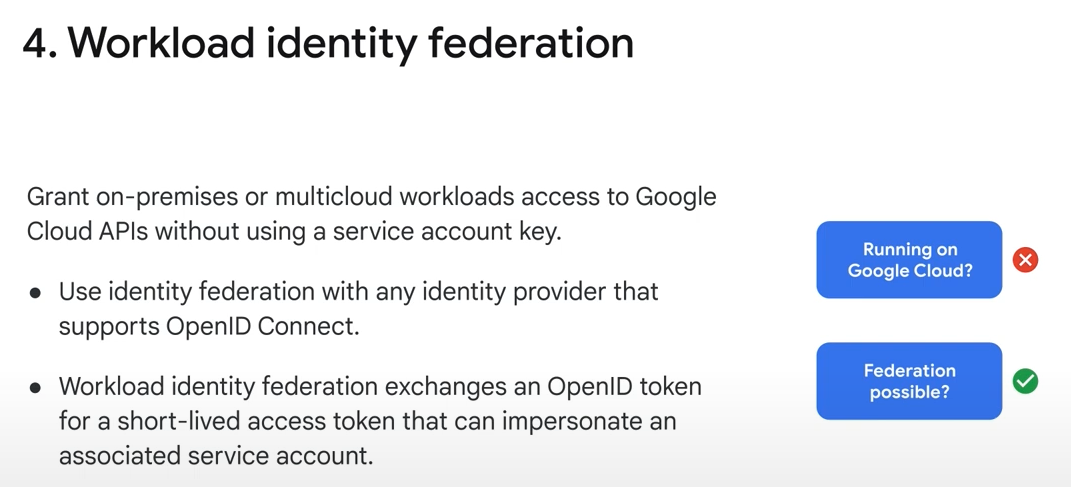 4. Workload identity federation
Grant on-premises or multicloud workloads access to Google
Cloud APIs without using a service account key.
● Use identity federation with any identity provider that
supports OpenID Connect.
● Workload identity federation exchanges an OpenID token
for a short-lived access token that can impersonate an
associated service account.
Running on
Google Cloud?
Federation
possible?